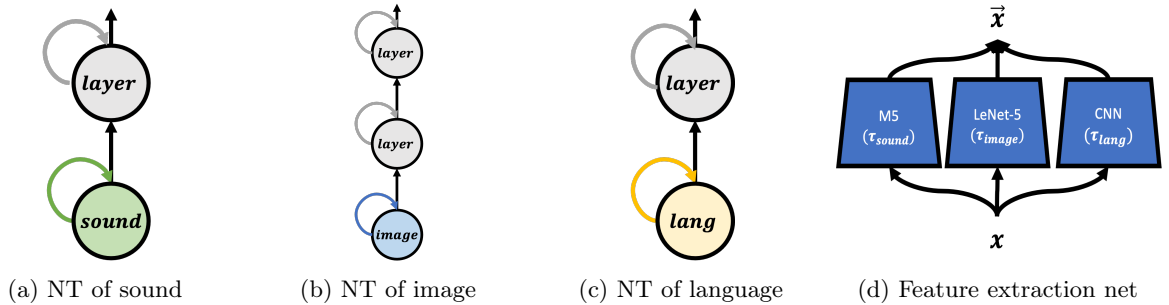 layer
sound
(a) NT of sound
layer
layer
image
(b) NT of image
layer
lang
(c) NT of language
x⃗
M5
(τsound)
LeNet-5
(τimage)
CNN
(τlang)
x
(d) Feature extraction net